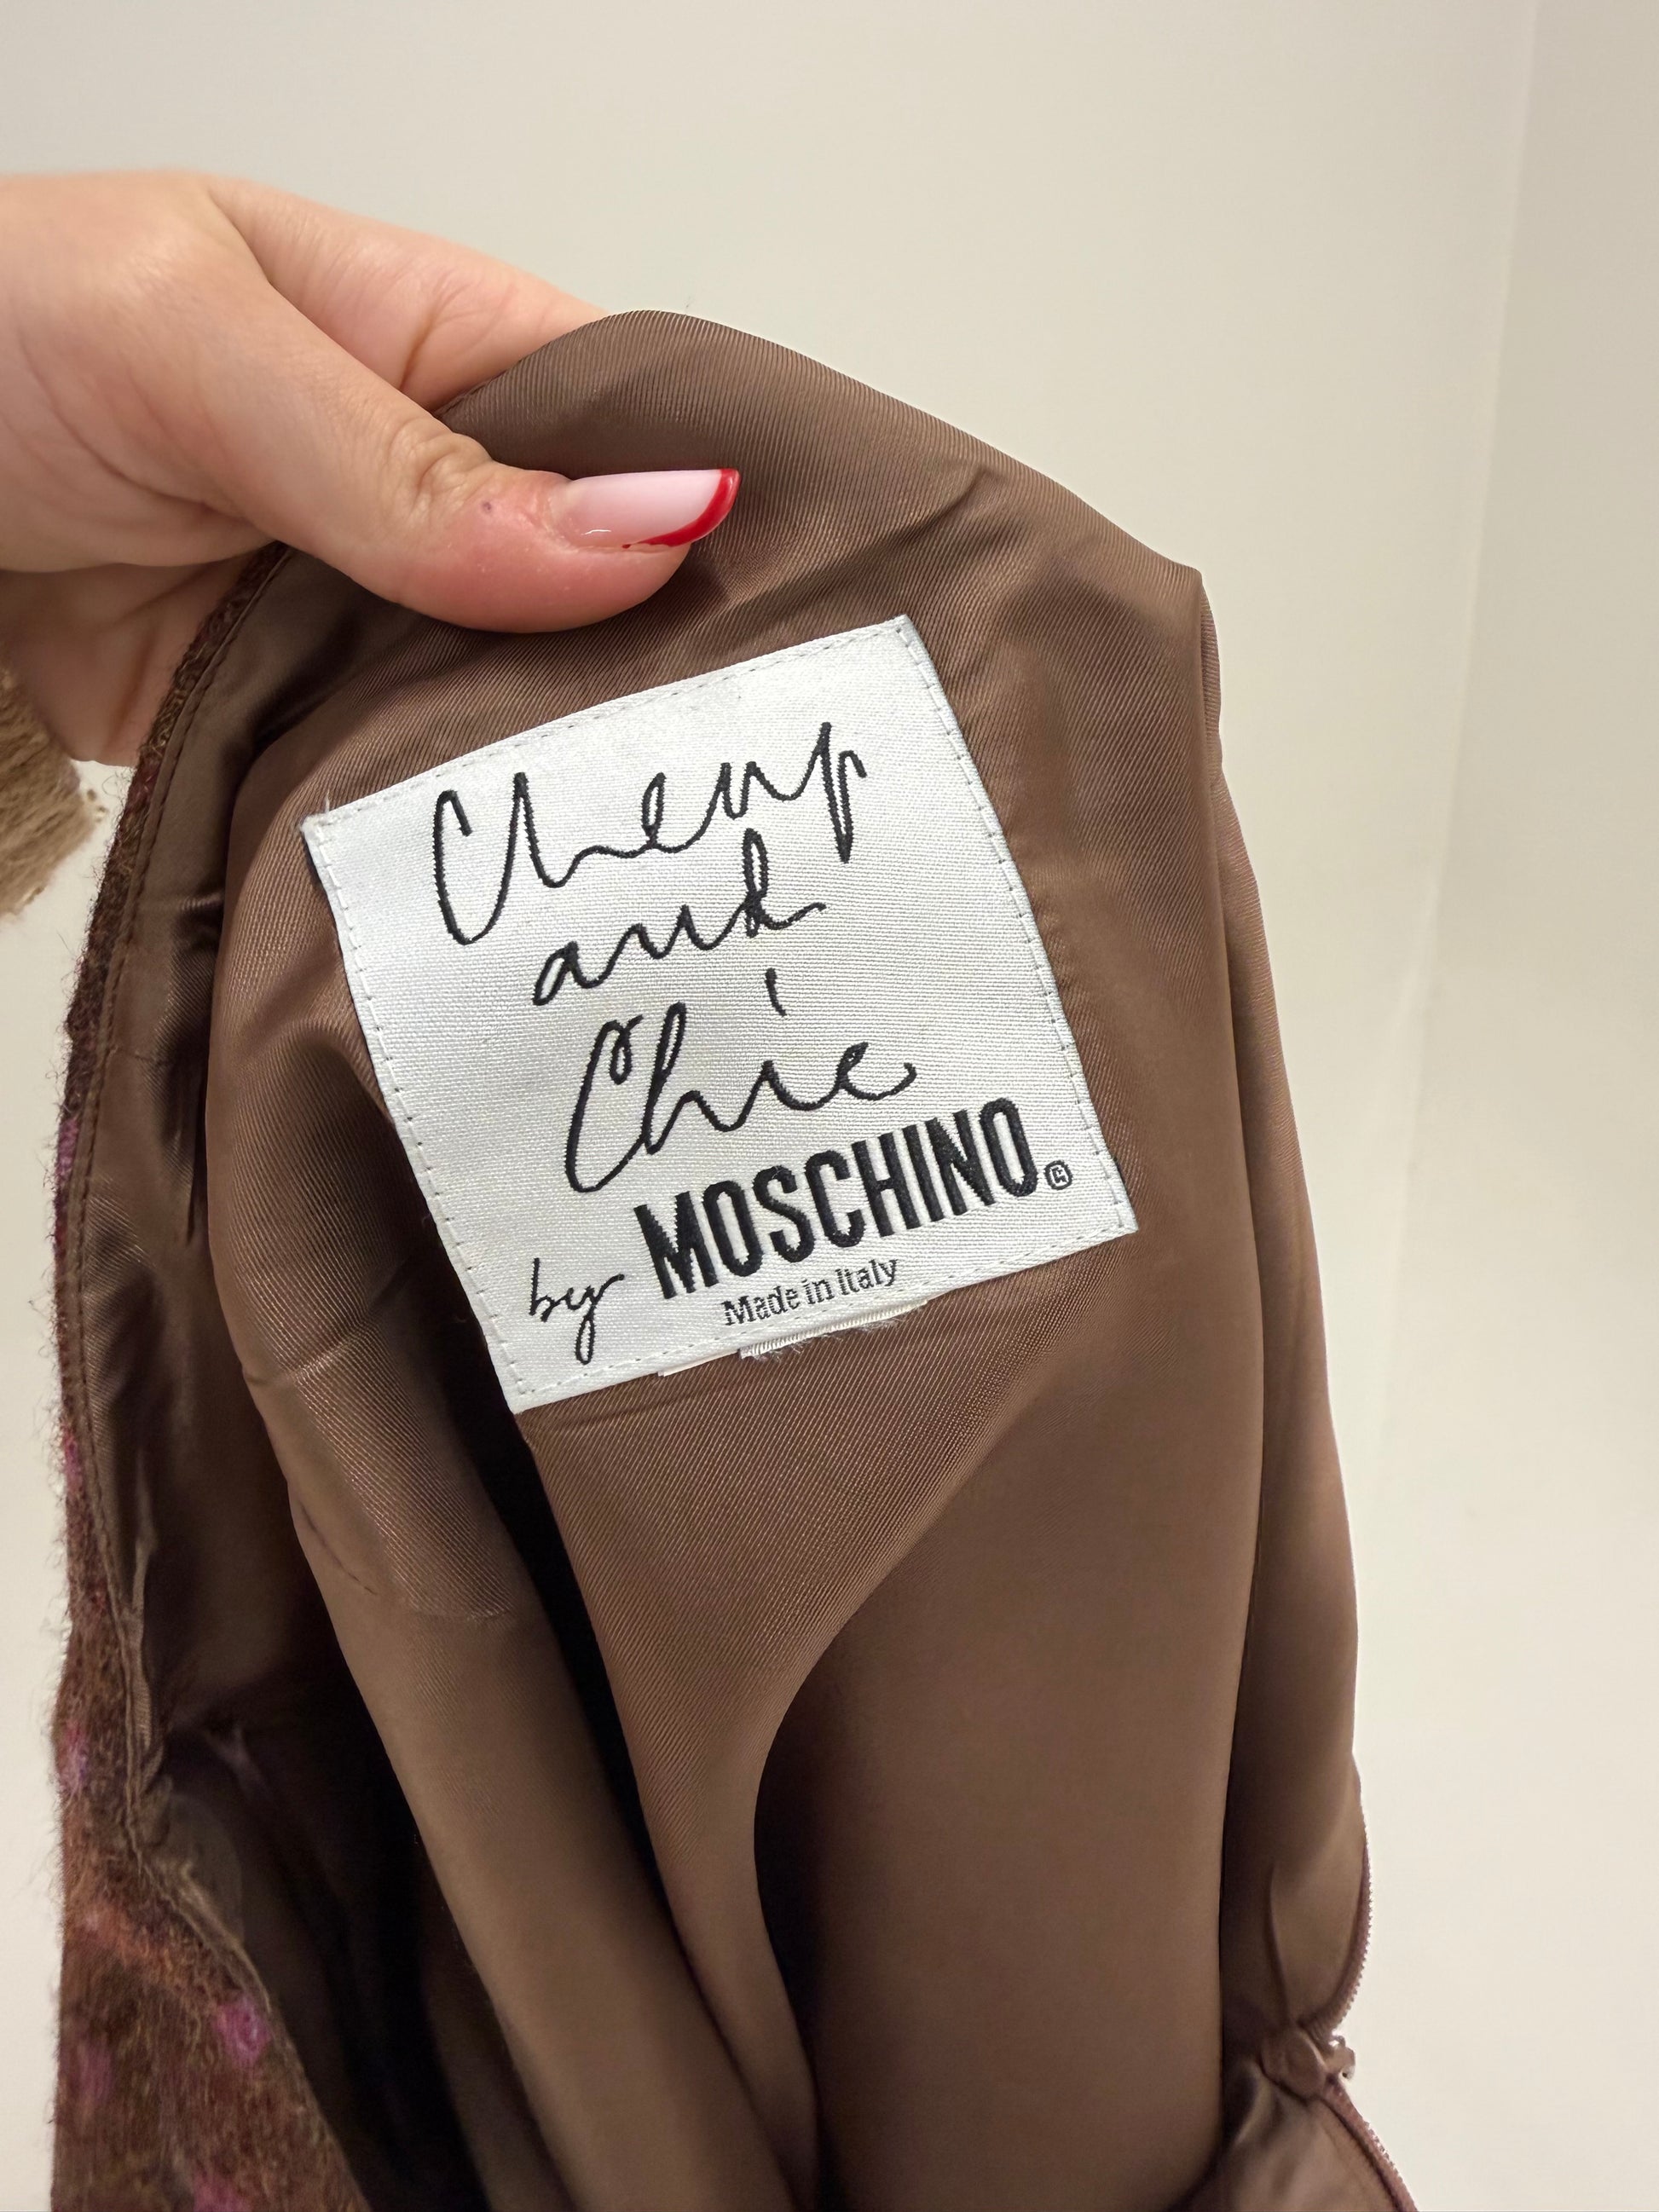 Cheap
and
Chic
by MOSCHINO®
Made in Italy